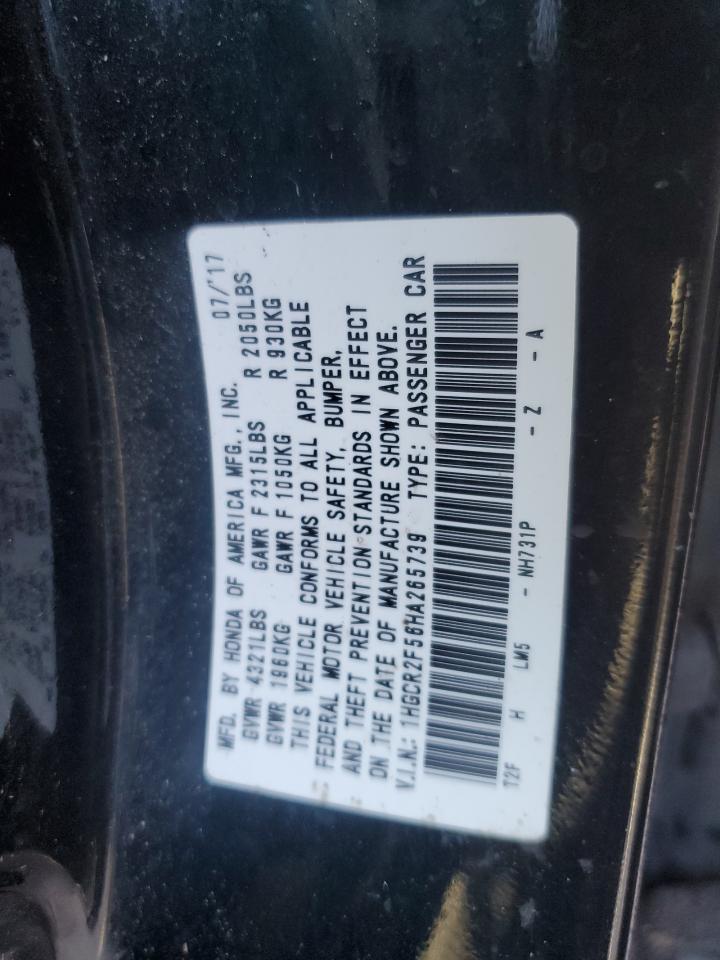 MFD. BY HONDA OF AMERICA MFG., INC. 07/'17
GVWR 4321LBS GAWR F 2315LBS R 2050LBS
GVWR 1960KG GAWR F 1050KG R 930KG
THIS VEHICLE CONFORMS TO ALL APPLICABLE
FEDERAL MOTOR VEHICLE SAFETY, BUMPER,
AND THEFT PREVENTION STANDARDS IN EFFECT
ON THE DATE OF MANUFACTURE SHOWN ABOVE.
V.I.N.: 1HGCR2F56HA265739 TYPE: PASSENGER CAR
T2F H LM5 - NH731P - Z - A